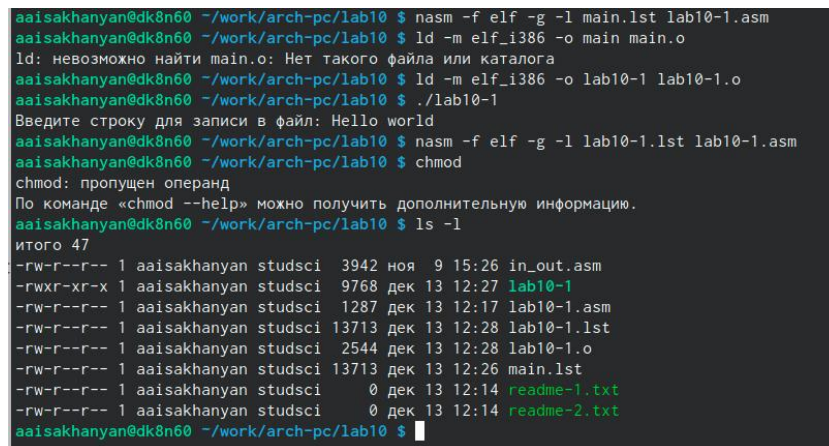 aaisakhanyan@dk8n60 ~/work/arch-pc/lab10 $ nasm -f elf -g -l main.lst lab10-1.asm
aaisakhanyan@dk8n60 ~/work/arch-pc/lab10 $ ld -m elf_i386 -o main main.o
ld: невозможно найти main.o: Нет такого файла или каталога
aaisakhanyan@dk8n60 ~/work/arch-pc/lab10 $ ld -m elf_i386 -o lab10-1 lab10-1.o
aaisakhanyan@dk8n60 ~/work/arch-pc/lab10 $ ./lab10-1
Введите строку для записи в файл: Hello world
aaisakhanyan@dk8n60 ~/work/arch-pc/lab10 $ nasm -f elf -g -l lab10-1.lst lab10-1.asm
aaisakhanyan@dk8n60 ~/work/arch-pc/lab10 $ chmod
chmod: пропущен операнд
По команде «chmod --help» можно получить дополнительную информацию.
aaisakhanyan@dk8n60 ~/work/arch-pc/lab10 $ ls -l
итого 47
-rw-r--r-- 1 aaisakhanyan studsci  3942 ноя  9 15:26 in_out.asm
-rwxr-xr-x 1 aaisakhanyan studsci  9768 дек 13 12:27 lab10-1
-rw-r--r-- 1 aaisakhanyan studsci  1287 дек 13 12:17 lab10-1.asm
-rw-r--r-- 1 aaisakhanyan studsci 13713 дек 13 12:28 lab10-1.lst
-rw-r--r-- 1 aaisakhanyan studsci  2544 дек 13 12:28 lab10-1.o
-rw-r--r-- 1 aaisakhanyan studsci 13713 дек 13 12:26 main.lst
-rw-r--r-- 1 aaisakhanyan studsci     0 дек 13 12:14 readme-1.txt
-rw-r--r-- 1 aaisakhanyan studsci     0 дек 13 12:14 readme-2.txt
aaisakhanyan@dk8n60 ~/work/arch-pc/lab10 $